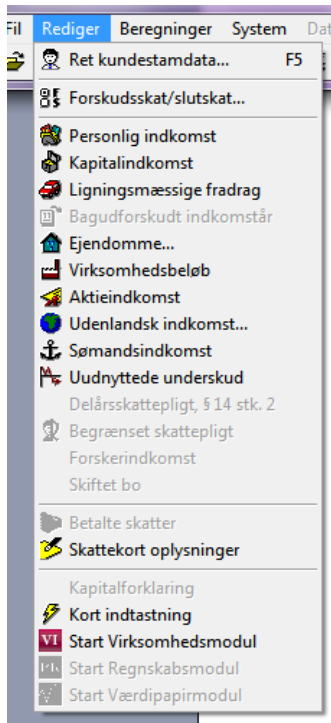 Fil Rediger Beregninger System Dat
Ret kundestamdata... F5
Forskudsskat/slutskat...
Personlig indkomst
Kapitalindkomst
Ligningsmæssige fradrag
Bagudforskudt indkomstår
Ejendomme...
Virksomhedsbeløb
Aktieindkomst
Udenlandsk indkomst...
Sømandsindkomst
Uudnyttede underskud
Delårsskattepligt, § 14 stk. 2
Begrænset skattepligt
Forskerindkomst
Skiftet bo
Betalte skatter
Skattekort oplysninger
Kapitalforklaring
Kort indtastning
VI Start Virksomhedsmodul
Start Regnskabsmodul
Start Værdipapirmodul